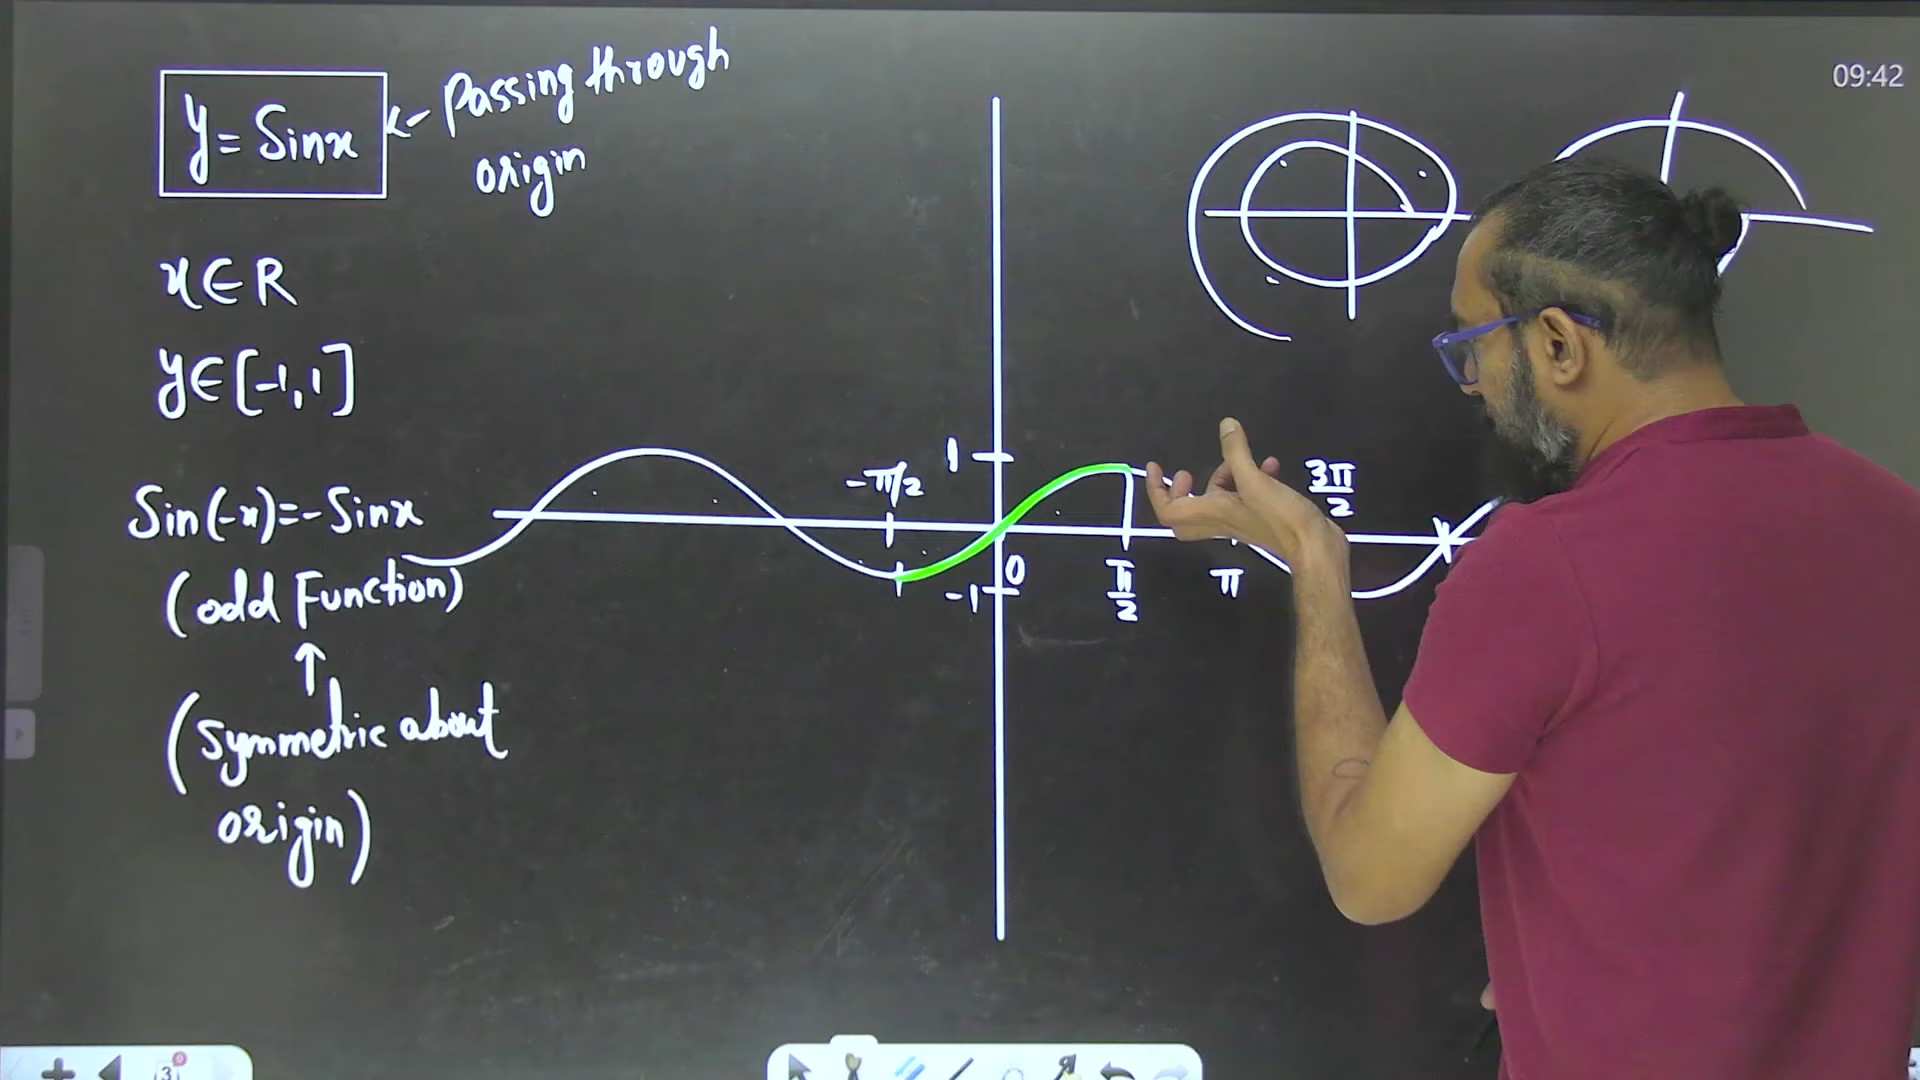 09:42
y = Sinx ← Passing through
origin
x ∈ R
y ∈ [-1, 1]
Sin(-x) = - Sinx
(odd Function)
↑
(Symmetric about
origin)
1
-π/2
3π/2
0
π/2
π
-1
3